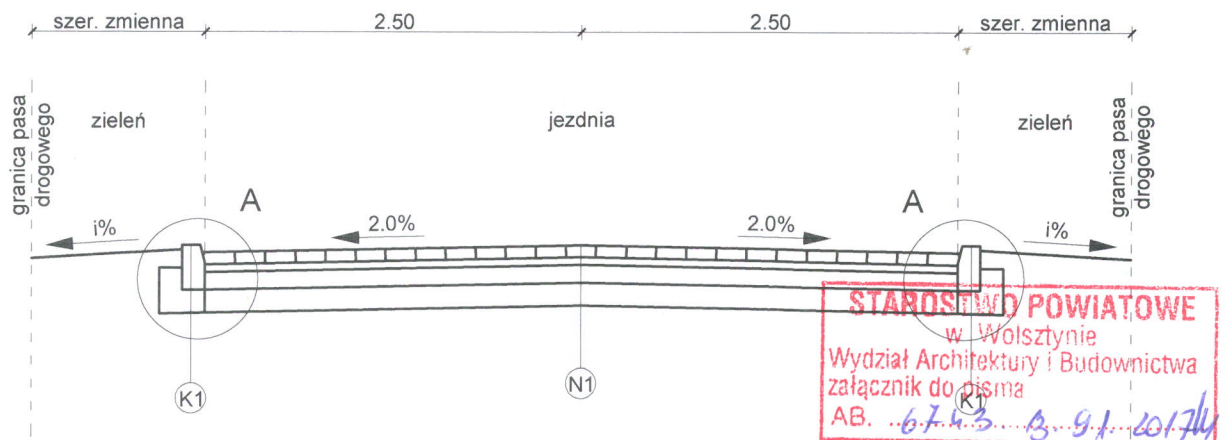 szer. zmienna 2.50 2.50 szer. zmienna
granica pasa drogowego
zieleń jezdnia zieleń
granica pasa drogowego
A A
i% 2.0% 2.0% i%
STAROSTWO POWIATOWE
w Wolsztynie
Wydział Architektury i Budownictwa
załącznik do pisma
AB. 6743.
K1 N1 K1